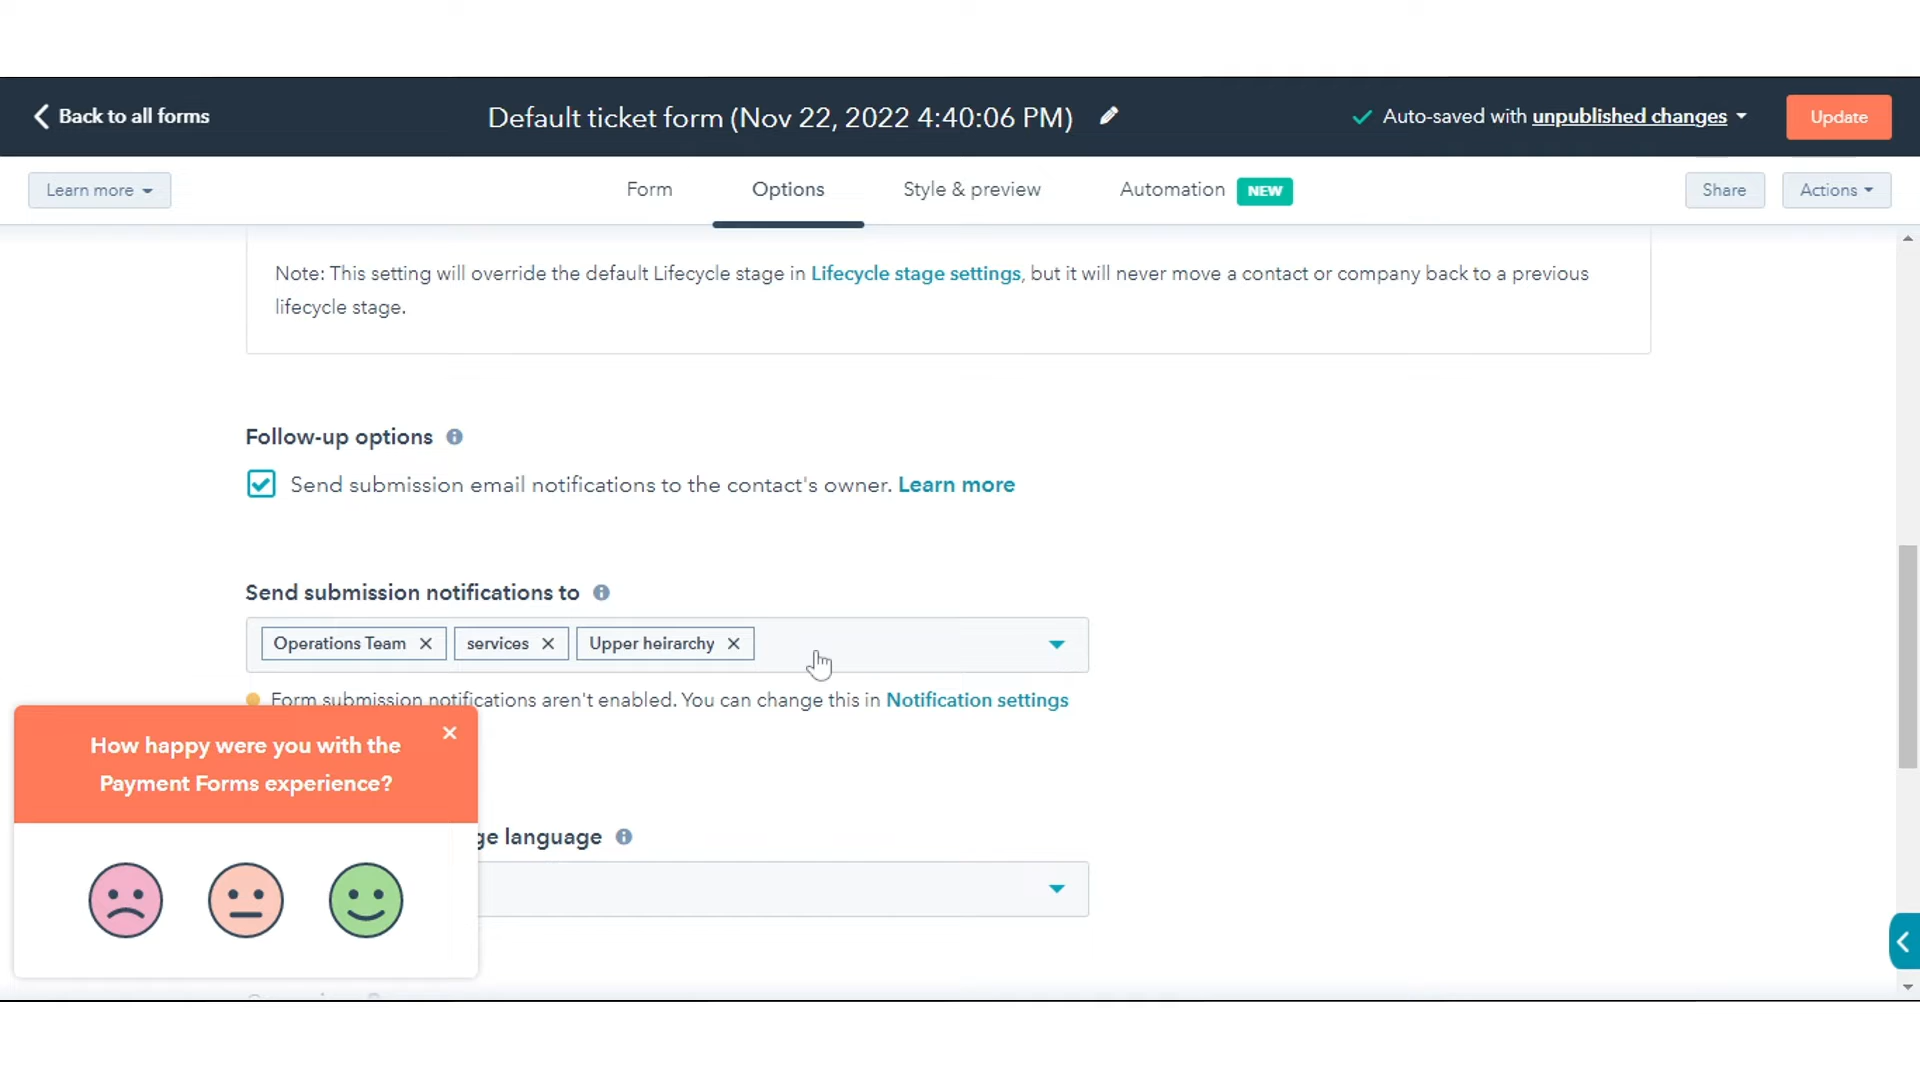 Back to all forms
Default ticket form (Nov 22, 2022 4:40:06 PM)
Auto-saved with unpublished changes
Update
Learn more
Form
Options
Style & preview
Automation NEW
Share
Actions
Note: This setting will override the default Lifecycle stage in Lifecycle stage settings, but it will never move a contact or company back to a previous
lifecycle stage.
Follow-up options
Send submission email notifications to the contact's owner. Learn more
Send submission notifications to
Operations Team
services
Upper heirarchy
Form submission notifications aren't enabled. You can change this in Notification settings
How happy were you with the
Payment Forms experience?
language